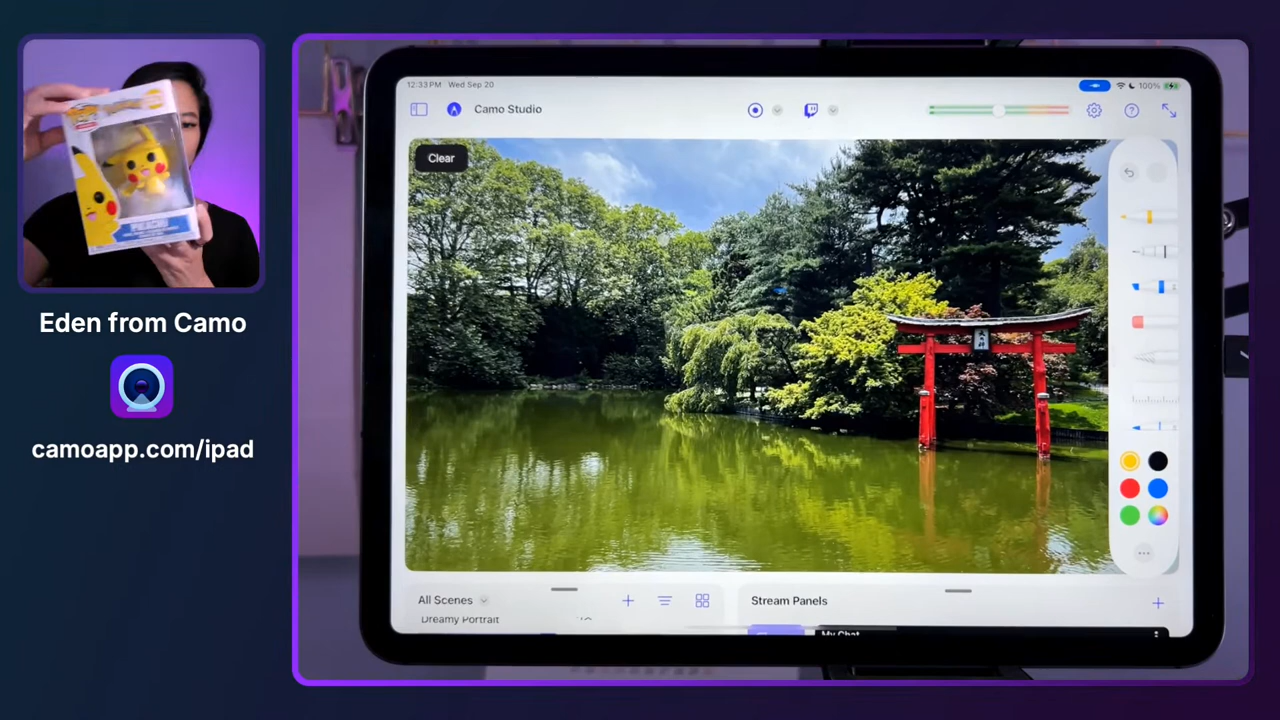 Eden from Camo
camoapp.com/ipad
12:33 PM Wed Sep 20
100%
Camo Studio
Clear
All Scenes
Stream Panels
Dreamy Portrait
My Chat